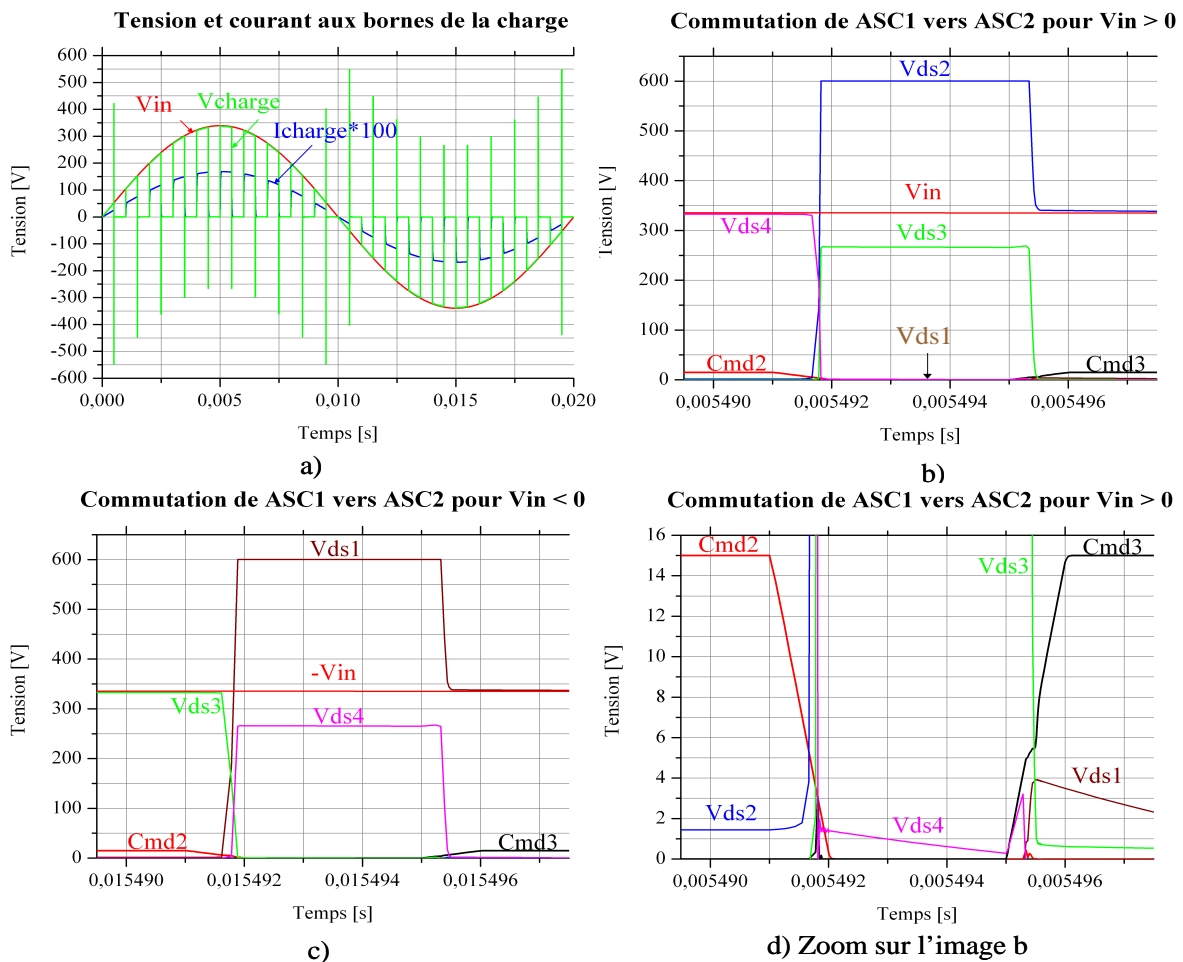 Tension et courant aux bornes de la charge
600
500
400
300
200
100
0
-100
-200
-300
-400
-500
-600
Tension [V]
Vin
Vcharge
Icharge*100
0,000
0,005
0,010
0,015
0,020
Temps [s]
a)
Commutation de ASC1 vers ASC2 pour Vin > 0
600
500
400
300
200
100
0
Tension [V]
Vds2
Vin
Vds4
Vds3
Vds1
Cmd2
Cmd3
0,005490
0,005492
0,005494
0,005496
Temps [s]
b)
Commutation de ASC1 vers ASC2 pour Vin < 0
600
500
400
300
200
100
0
Tension [V]
Vds1
-Vin
Vds3
Vds4
Cmd2
Cmd3
0,015490
0,015492
0,015494
0,015496
Temps [s]
c)
Commutation de ASC1 vers ASC2 pour Vin > 0
16
14
12
10
8
6
4
2
0
Tension [V]
Cmd2
Cmd3
Vds3
Vds1
Vds2
Vds4
0,005490
0,005492
0,005494
0,005496
Temps [s]
d) Zoom sur l'image b